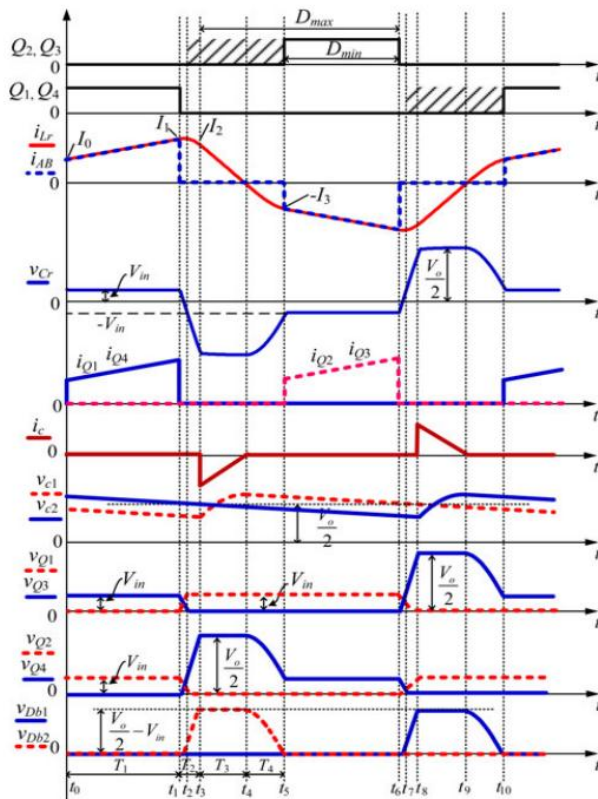 D_max
Q_2, Q_3
D_min
0
t
Q_1, Q_4
0
t
I_0
I_1
I_2
i_Lr
i_AB
0
-I_3
t
v_Cr
V_in
V_o/2
0
-V_in
t
i_Q1 i_Q4
i_Q2 i_Q3
0
t
i_c
0
t
v_c1
v_c2
V_o/2
0
t
v_Q1
v_Q3
V_in
V_in
V_o/2
0
t
v_Q2
v_Q4
V_in
V_o/2
0
t
v_Db1
v_Db2
V_o/2 - V_in
0
T_1 T_2 T_3 T_4
t
t_0 t_1 t_2 t_3 t_4 t_5 t_6 t_7 t_8 t_9 t_10